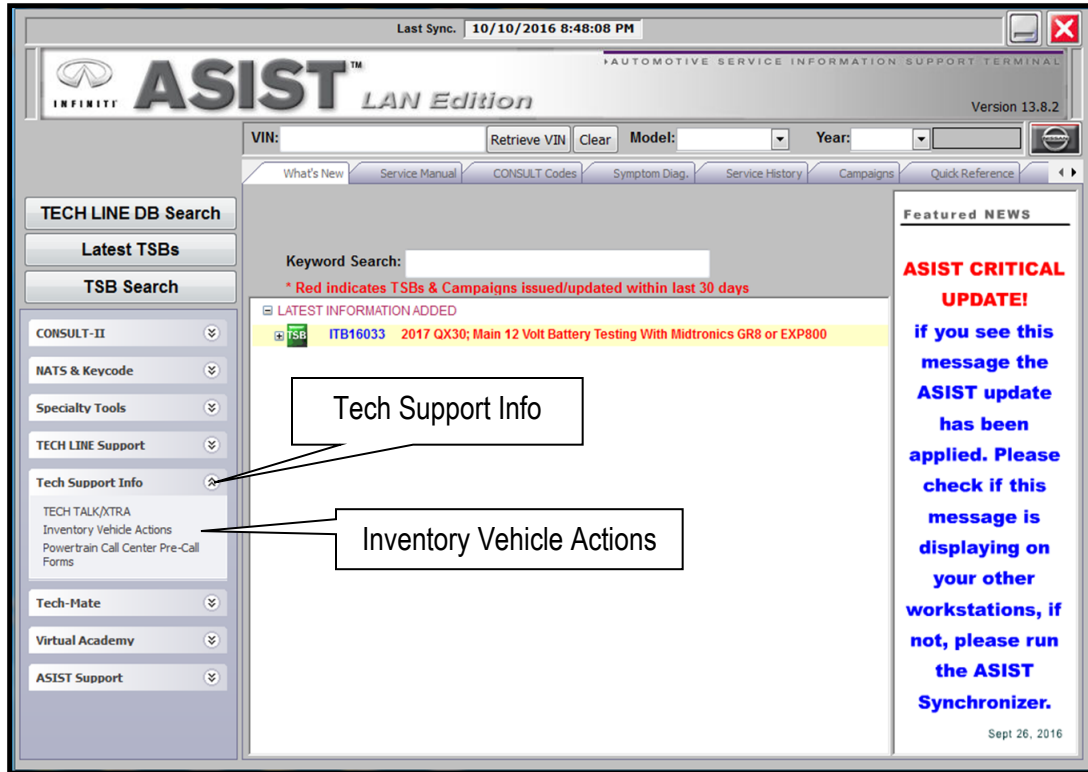 Last Sync. 10/10/2016 8:48:08 PM
INFINITI ASIST™ LAN Edition
AUTOMOTIVE SERVICE INFORMATION SUPPORT TERMINAL
Version 13.8.2
VIN: Retrieve VIN Clear Model: Year: NISSAN
What's New Service Manual CONSULT Codes Symptom Diag. Service History Campaigns Quick Reference
TECH LINE DB Search
Latest TSBs
TSB Search
CONSULT-II
NATS & Keycode
Specialty Tools
TECH LINE Support
Tech Support Info
TECH TALK/XTRA
Inventory Vehicle Actions
Powertrain Call Center Pre-Call
Forms
Tech-Mate
Virtual Academy
ASIST Support
Keyword Search:
* Red indicates TSBs & Campaigns issued/updated within last 30 days
LATEST INFORMATION ADDED
TSB ITB16033 2017 QX30; Main 12 Volt Battery Testing With Midtronics GR8 or EXP800
Tech Support Info
Inventory Vehicle Actions
Featured NEWS
ASIST CRITICAL
UPDATE!
if you see this
message the
ASIST update
has been
applied. Please
check if this
message is
displaying on
your other
workstations, if
not, please run
the ASIST
Synchronizer.
Sept 26, 2016